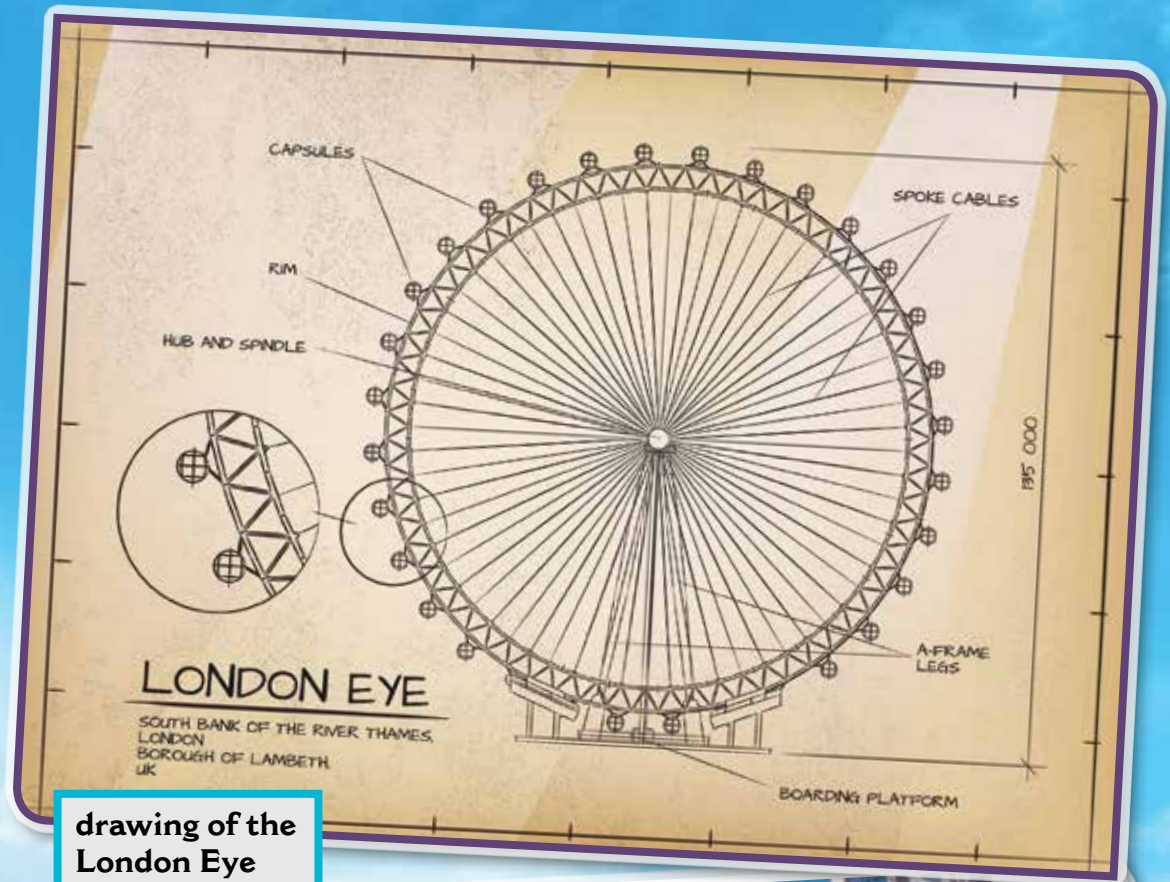 CAPSULES
SPOKE CABLES
RIM
HUB AND SPINDLE
135 000
A-FRAME
LEGS
LONDON EYE
SOUTH BANK OF THE RIVER THAMES,
LONDON
BOROUGH OF LAMBETH,
UK
BOARDING PLATFORM
drawing of the
London Eye